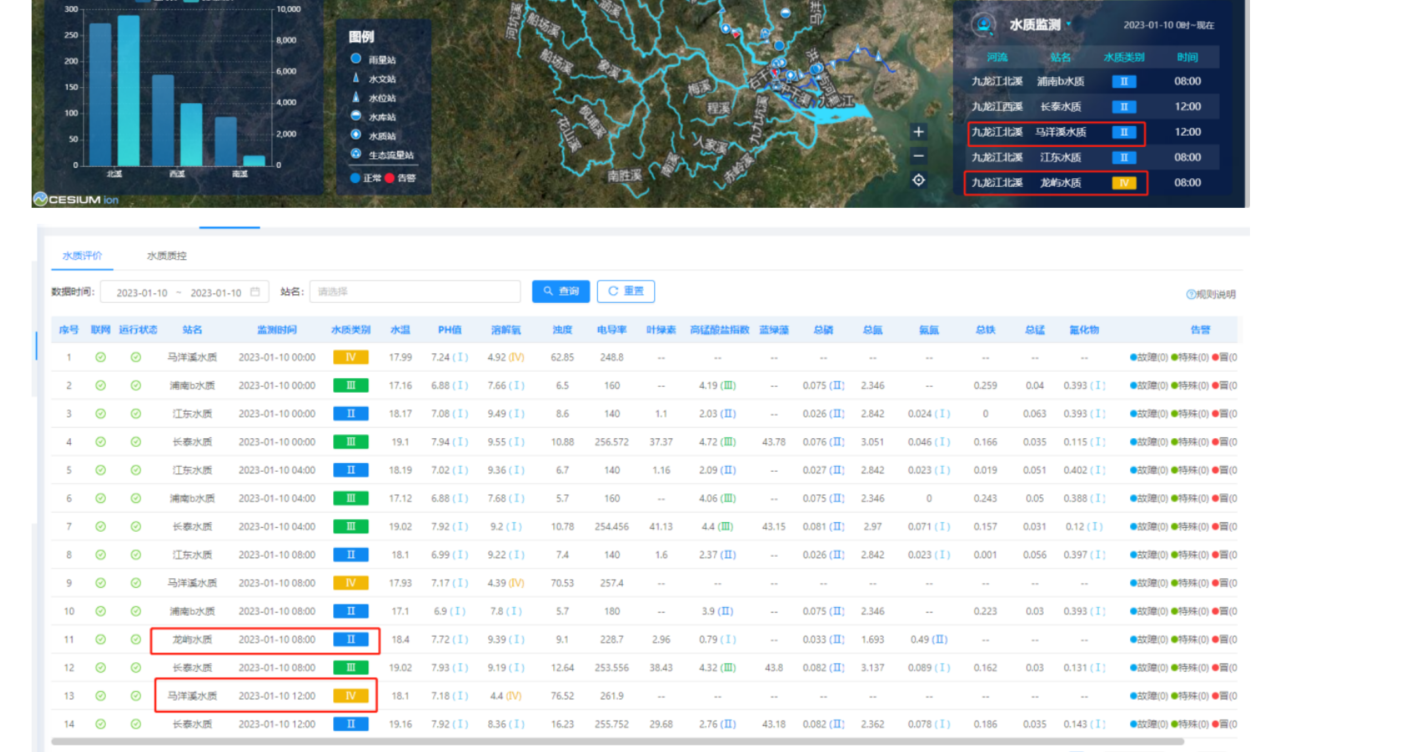 300
250
200
150
100
50
0
10,000
8,000
6,000
4,000
2,000
0
北溪
西溪
南溪
图例
雨量站
水文站
水位站
水库站
水质站
生态流量站
正常 告警
CESIUM ion
船场溪
船场溪
象溪
枫埔溪
花山溪
梅溪
程溪
人家溪
九九坑溪
南溪
赤岭溪
南胜溪
水质监测
2023-01-10 0时~现在
河流 站名 水质类别 时间
九龙江北溪 浦南b水质 II 08:00
九龙江西溪 长泰水质 II 12:00
九龙江北溪 马洋溪水质 II 12:00
九龙江北溪 江东水质 II 08:00
九龙江北溪 龙屿水质 IV 08:00
水质评价 水质质控
数据时间: 2023-01-10 ~ 2023-01-10 站名: 请选择 查询 重置
规则说明
序号 联网 运行状态 站名 监测时间 水质类别 水温 PH值 溶解氧 浊度 电导率 叶绿素 高锰酸盐指数 蓝绿藻 总磷 总氮 氨氮 总铁 总锰 氟化物 告警
1 马洋溪水质 2023-01-10 00:00 IV 17.99 7.24 (I) 4.92 (IV) 62.85 248.8 -- -- -- -- -- -- -- -- -- 故障(0) 特殊(0) 置(0
2 浦南b水质 2023-01-10 00:00 III 17.16 6.88 (I) 7.66 (I) 6.5 160 -- 4.19 (III) -- 0.075 (II) 2.346 -- 0.259 0.04 0.393 (I) 故障(0) 特殊(0) 置(0
3 江东水质 2023-01-10 00:00 II 18.17 7.08 (I) 9.49 (I) 8.6 140 1.1 2.03 (II) -- 0.026 (II) 2.842 0.024 (I) 0 0.063 0.393 (I) 故障(0) 特殊(0) 置(0
4 长泰水质 2023-01-10 00:00 III 19.1 7.94 (I) 9.55 (I) 10.88 256.572 37.37 4.72 (III) 43.78 0.076 (II) 3.051 0.046 (I) 0.166 0.035 0.115 (I) 故障(0) 特殊(0) 置(0
5 江东水质 2023-01-10 04:00 II 18.19 7.02 (I) 9.36 (I) 6.7 140 1.16 2.09 (II) -- 0.027 (II) 2.842 0.023 (I) 0.019 0.051 0.402 (I) 故障(0) 特殊(0) 置(0
6 浦南b水质 2023-01-10 04:00 III 17.12 6.88 (I) 7.68 (I) 5.7 160 -- 4.06 (III) -- 0.075 (II) 2.346 0 0.243 0.05 0.388 (I) 故障(0) 特殊(0) 置(0
7 长泰水质 2023-01-10 04:00 III 19.02 7.92 (I) 9.2 (I) 10.78 254.456 41.13 4.4 (III) 43.15 0.081 (II) 2.97 0.071 (I) 0.157 0.031 0.12 (I) 故障(0) 特殊(0) 置(0
8 江东水质 2023-01-10 08:00 II 18.1 6.99 (I) 9.22 (I) 7.4 140 1.6 2.37 (II) -- 0.026 (II) 2.842 0.023 (I) 0.001 0.056 0.397 (I) 故障(0) 特殊(0) 置(0
9 马洋溪水质 2023-01-10 08:00 IV 17.93 7.17 (I) 4.39 (IV) 70.53 257.4 -- -- -- -- -- -- -- -- -- 故障(0) 特殊(0) 置(0
10 浦南b水质 2023-01-10 08:00 II 17.1 6.9 (I) 7.8 (I) 5.7 180 -- 3.9 (II) -- 0.075 (II) 2.346 -- 0.223 0.03 0.393 (I) 故障(0) 特殊(0) 置(0
11 龙屿水质 2023-01-10 08:00 II 18.4 7.72 (I) 9.39 (I) 9.1 228.7 2.96 0.79 (I) -- 0.033 (II) 1.693 0.49 (II) -- -- -- 故障(0) 特殊(0) 置(0
12 长泰水质 2023-01-10 08:00 III 19.02 7.93 (I) 9.19 (I) 12.64 253.556 38.43 4.32 (III) 43.8 0.082 (II) 3.137 0.089 (I) 0.162 0.03 0.131 (I) 故障(0) 特殊(0) 置(0
13 马洋溪水质 2023-01-10 12:00 IV 18.1 7.18 (I) 4.4 (IV) 76.52 261.9 -- -- -- -- -- -- -- -- -- 故障(0) 特殊(0) 置(0
14 长泰水质 2023-01-10 12:00 II 19.16 7.92 (I) 8.36 (I) 16.23 255.752 29.68 2.76 (II) 43.18 0.082 (II) 2.362 0.078 (I) 0.186 0.035 0.143 (I) 故障(0) 特殊(0) 置(0